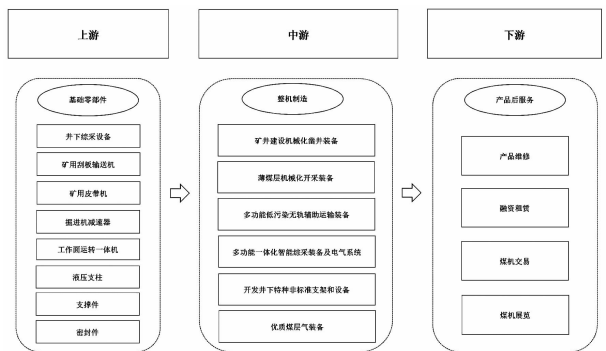 上游
中游
下游
基础零部件
井下综采设备
矿用刮板输送机
矿用皮带机
掘进机减速器
工作面运转一体机
液压支柱
支撑件
密封件
整机制造
矿井建设机械化凿井装备
薄煤层机械化开采装备
多功能低污染无轨辅助运输装备
多功能一体化智能综采装备及电气系统
开发井下特种非标准支架和设备
优质煤层气装备
产品后服务
产品维修
融资租赁
煤机交易
煤机展览